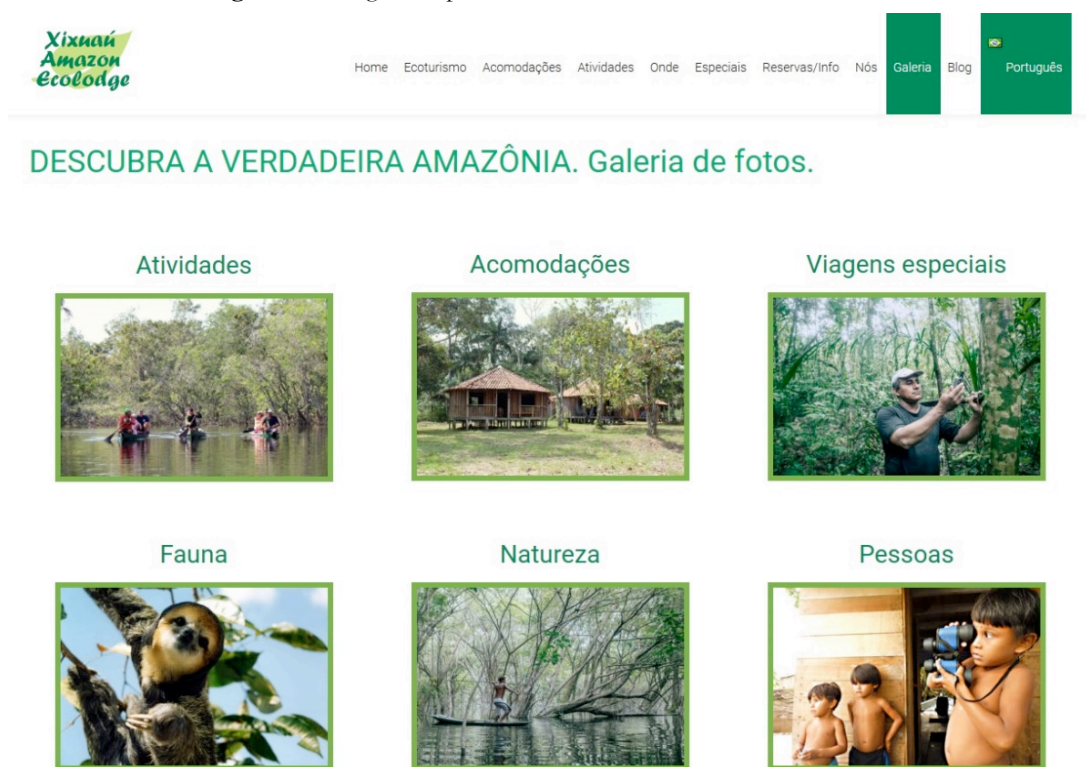 Xixuaú
Amazon
Ecolodge
Home Ecoturismo Acomodações Atividades Onde Especiais Reservas/Info Nós Galeria Blog Português
DESCUBRA A VERDADEIRA AMAZÔNIA. Galeria de fotos.
Atividades Acomodações Viagens especiais
Fauna Natureza Pessoas